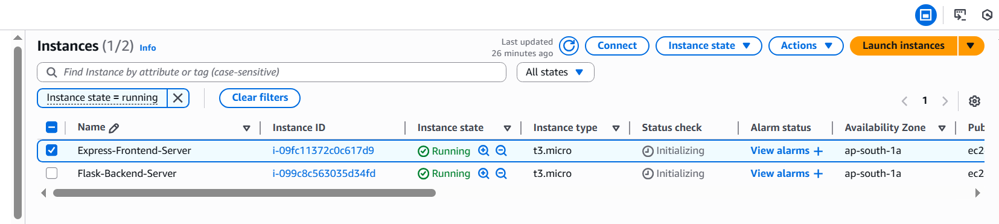 Instances (1/2) Info
Last updated
26 minutes ago
Connect
Instance state
Actions
Launch instances
Find Instance by attribute or tag (case-sensitive)
All states
Instance state = running
Clear filters
1
Name Instance ID Instance state Instance type Status check Alarm status Availability Zone Pub
Express-Frontend-Server i-09fc11372c0c617d9 Running t3.micro Initializing View alarms + ap-south-1a ec2
Flask-Backend-Server i-099c8c563035d34fd Running t3.micro Initializing View alarms + ap-south-1a ec2